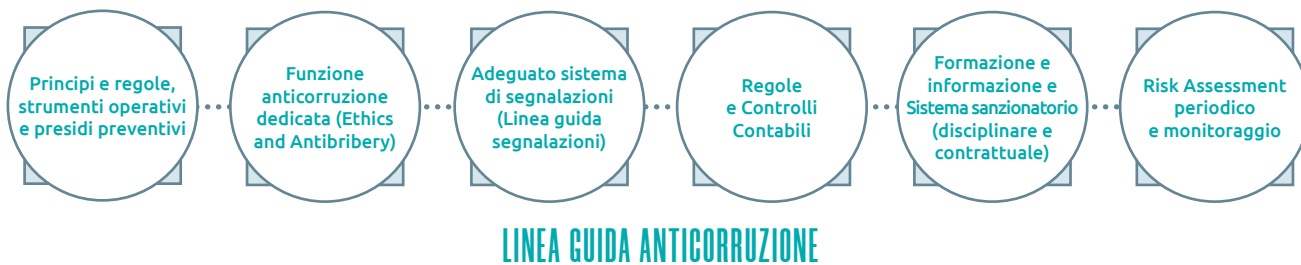 Principi e regole,
strumenti operativi
e presidi preventivi
Funzione
anticorruzione
dedicata (Ethics
and Antibribery)
Adeguato sistema
di segnalazioni
(Linea guida
segnalazioni)
Regole
e Controlli
Contabili
Formazione e
informazione e
Sistema sanzionatorio
(disciplinare e
contrattuale)
Risk Assessment
periodico
e monitoraggio
LINEA GUIDA ANTICORRUZIONE